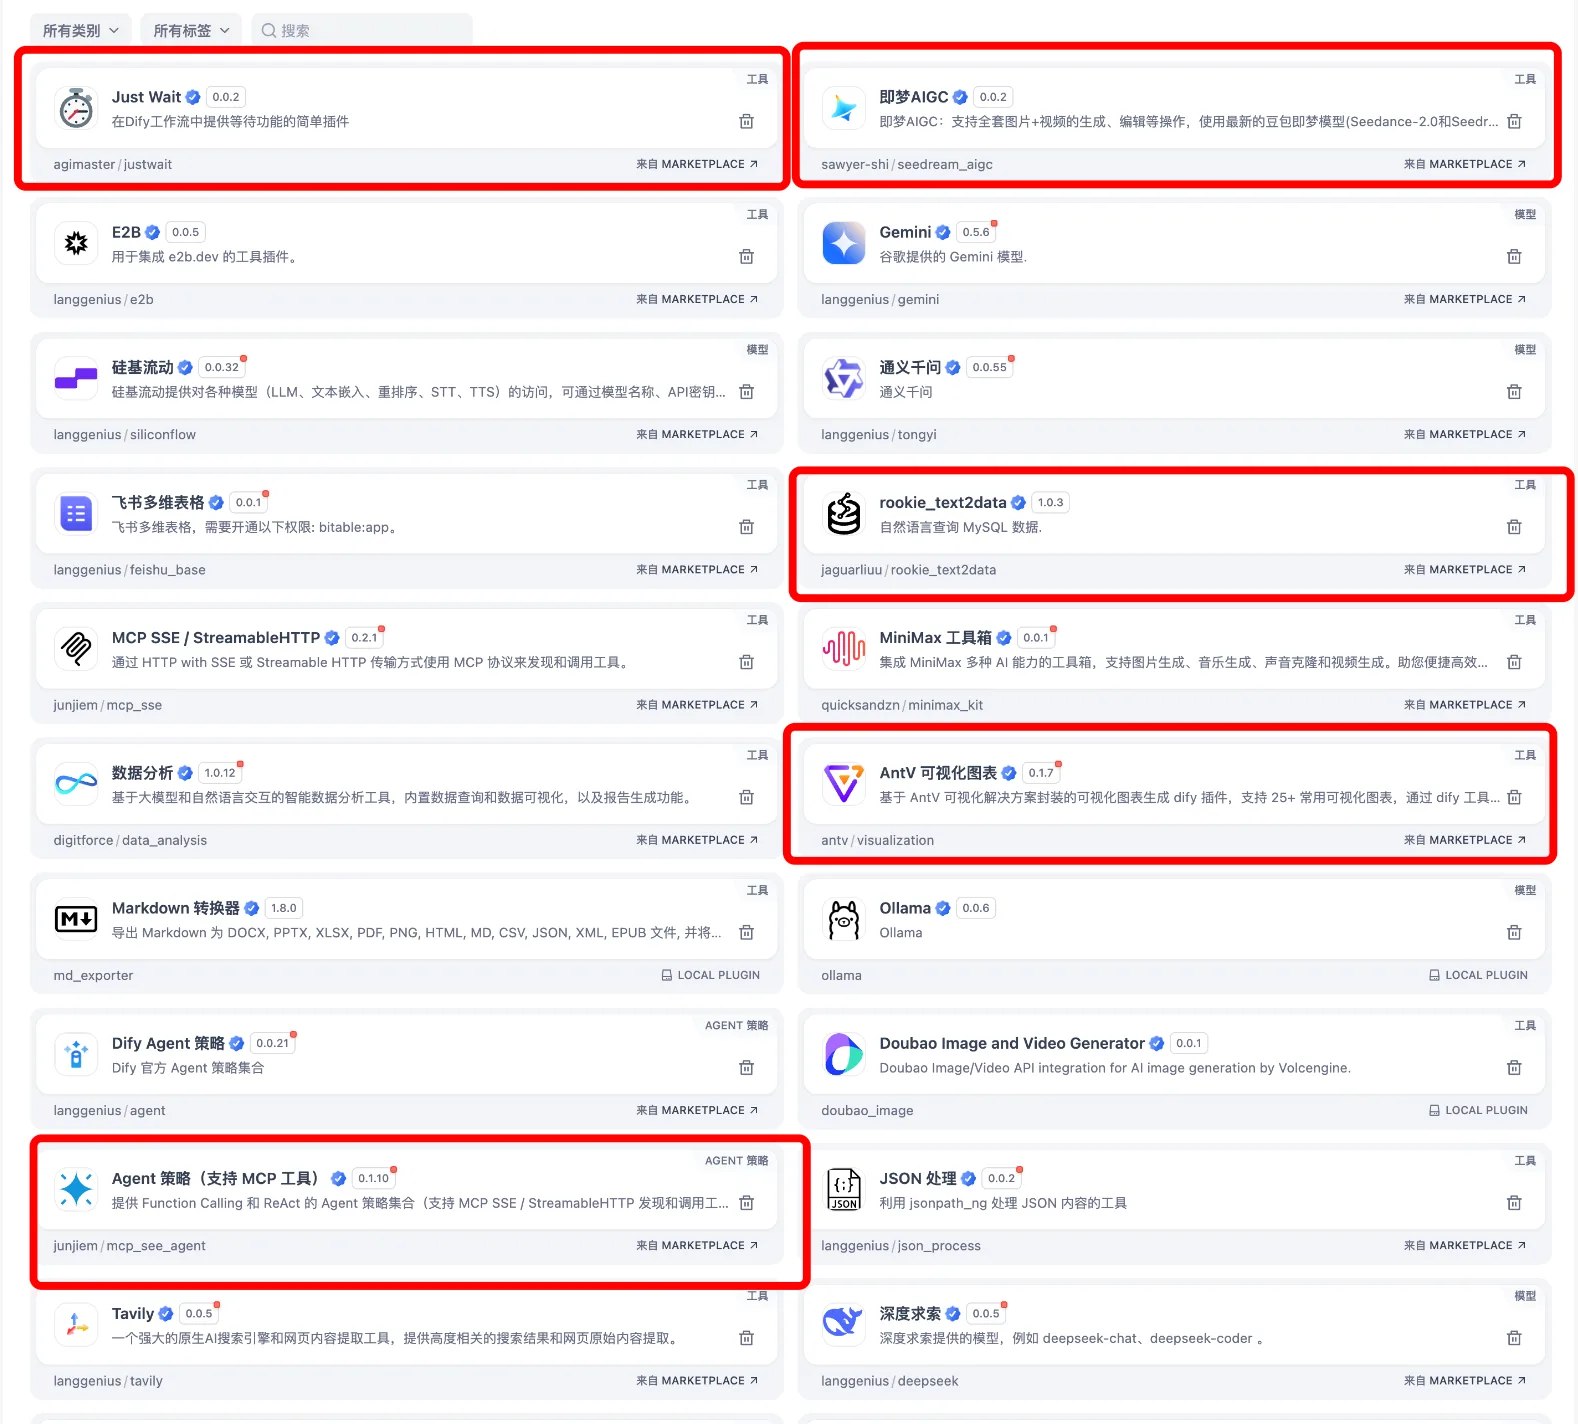 所有类别
所有标签
搜索
工具
Just Wait
0.0.2
在Dify工作流中提供等待功能的简单插件
agimaster / justwait
来自 MARKETPLACE
工具
即梦AIGC
0.0.2
即梦AIGC：支持全套图片+视频的生成、编辑等操作，使用最新的豆包即梦模型(Seedance-2.0和Seedr...
sawyer-shi / seedream_aigc
来自 MARKETPLACE
工具
E2B
0.0.5
用于集成 e2b.dev 的工具插件。
langgenius / e2b
来自 MARKETPLACE
模型
Gemini
0.5.6
谷歌提供的 Gemini 模型.
langgenius / gemini
来自 MARKETPLACE
模型
硅基流动
0.0.32
硅基流动提供对各种模型（LLM、文本嵌入、重排序、STT、TTS）的访问，可通过模型名称、API密钥...
langgenius / siliconflow
来自 MARKETPLACE
模型
通义千问
0.0.55
通义千问
langgenius / tongyi
来自 MARKETPLACE
工具
飞书多维表格
0.0.1
飞书多维表格，需要开通以下权限: bitable:app。
langgenius / feishu_base
来自 MARKETPLACE
工具
rookie_text2data
1.0.3
自然语言查询 MySQL 数据.
jaguarliuu / rookie_text2data
来自 MARKETPLACE
工具
MCP SSE / StreamableHTTP
0.2.1
通过 HTTP with SSE 或 Streamable HTTP 传输方式使用 MCP 协议来发现和调用工具。
junjiem / mcp_sse
来自 MARKETPLACE
工具
MiniMax 工具箱
0.0.1
集成 MiniMax 多种 AI 能力的工具箱，支持图片生成、音乐生成、声音克隆和视频生成。助您便捷高效...
quicksandzn / minimax_kit
来自 MARKETPLACE
工具
数据分析
1.0.12
基于大模型和自然语言交互的智能数据分析工具，内置数据查询和数据可视化，以及报告生成功能。
digitforce / data_analysis
来自 MARKETPLACE
工具
AntV 可视化图表
0.1.7
基于 AntV 可视化解决方案封装的可视化图表生成 dify 插件，支持 25+ 常用可视化图表，通过 dify 工具...
antv / visualization
来自 MARKETPLACE
工具
Markdown 转换器
1.8.0
导出 Markdown 为 DOCX, PPTX, XLSX, PDF, PNG, HTML, MD, CSV, JSON, XML, EPUB 文件, 并将...
md_exporter
LOCAL PLUGIN
模型
Ollama
0.0.6
Ollama
ollama
LOCAL PLUGIN
AGENT 策略
Dify Agent 策略
0.0.21
Dify 官方 Agent 策略集合
langgenius / agent
来自 MARKETPLACE
工具
Doubao Image and Video Generator
0.0.1
Doubao Image/Video API integration for AI image generation by Volcengine.
doubao_image
LOCAL PLUGIN
AGENT 策略
Agent 策略（支持 MCP 工具）
0.1.10
提供 Function Calling 和 ReAct 的 Agent 策略集合（支持 MCP SSE / StreamableHTTP 发现和调用工...
junjiem / mcp_see_agent
来自 MARKETPLACE
工具
JSON
JSON 处理
0.0.2
利用 jsonpath_ng 处理 JSON 内容的工具
langgenius / json_process
来自 MARKETPLACE
工具
Tavily
0.0.5
一个强大的原生AI搜索引擎和网页内容提取工具，提供高度相关的搜索结果和网页原始内容提取。
langgenius / tavily
来自 MARKETPLACE
模型
深度求索
0.0.5
深度求索提供的模型，例如 deepseek-chat、deepseek-coder 。
langgenius / deepseek
来自 MARKETPLACE